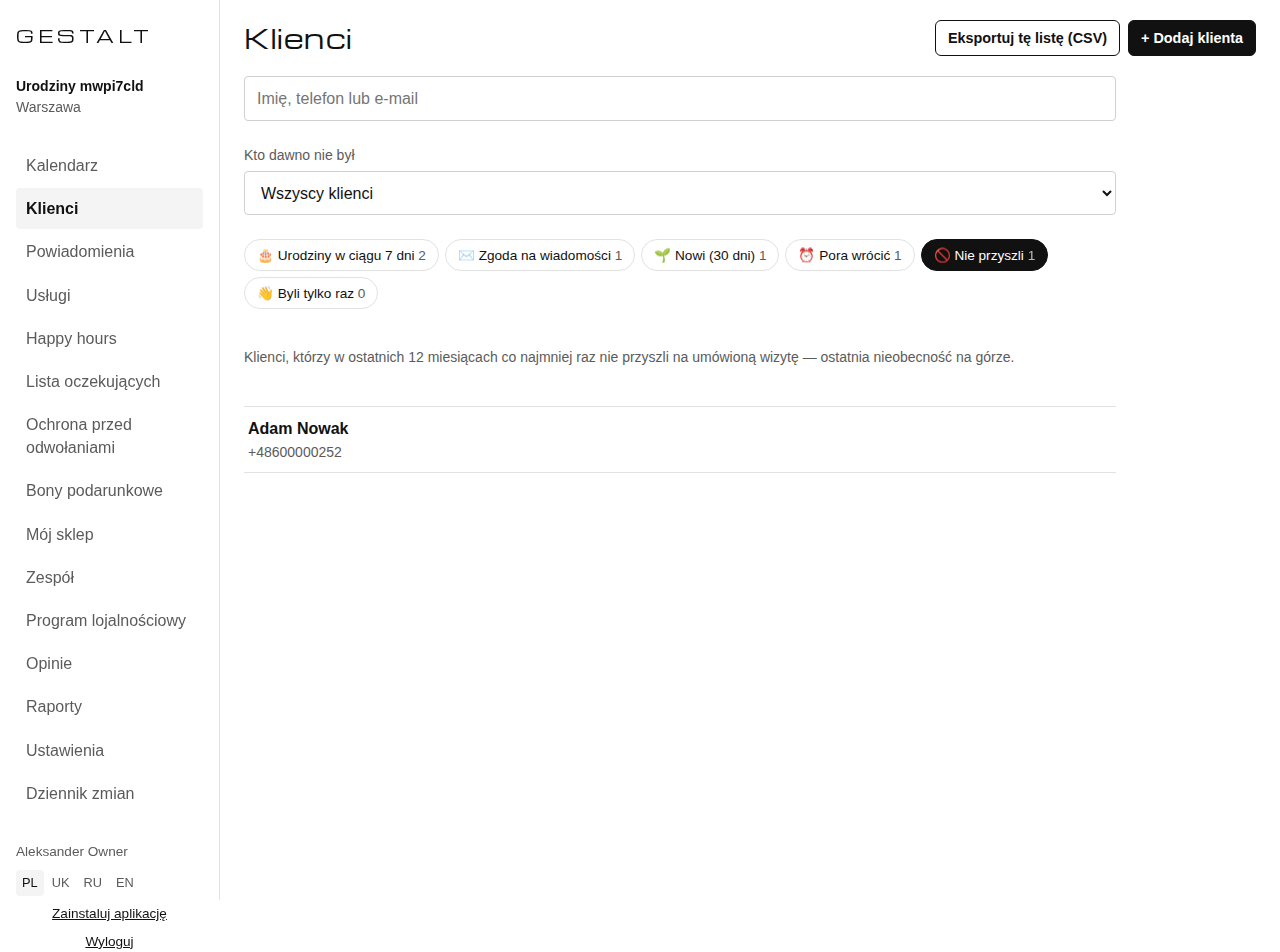 GESTALT
Urodziny mwpi7cld
Warszawa
Kalendarz
Klienci
Powiadomienia
Usługi
Happy hours
Lista oczekujących
Ochrona przed
odwołaniami
Bony podarunkowe
Mój sklep
Zespół
Program lojalnościowy
Opinie
Raporty
Ustawienia
Dziennik zmian
Aleksander Owner
PL UK RU EN
Zainstaluj aplikację
Wyloguj
Klienci
Eksportuj tę listę (CSV)
+ Dodaj klienta
Imię, telefon lub e-mail
Kto dawno nie był
Wszyscy klienci
🎂 Urodziny w ciągu 7 dni 2
✉️ Zgoda na wiadomości 1
🌱 Nowi (30 dni) 1
⏰ Pora wrócić 1
🚫 Nie przyszli 1
👋 Byli tylko raz 0
Klienci, którzy w ostatnich 12 miesiącach co najmniej raz nie przyszli na umówioną wizytę — ostatnia nieobecność na górze.
Adam Nowak
+48600000252